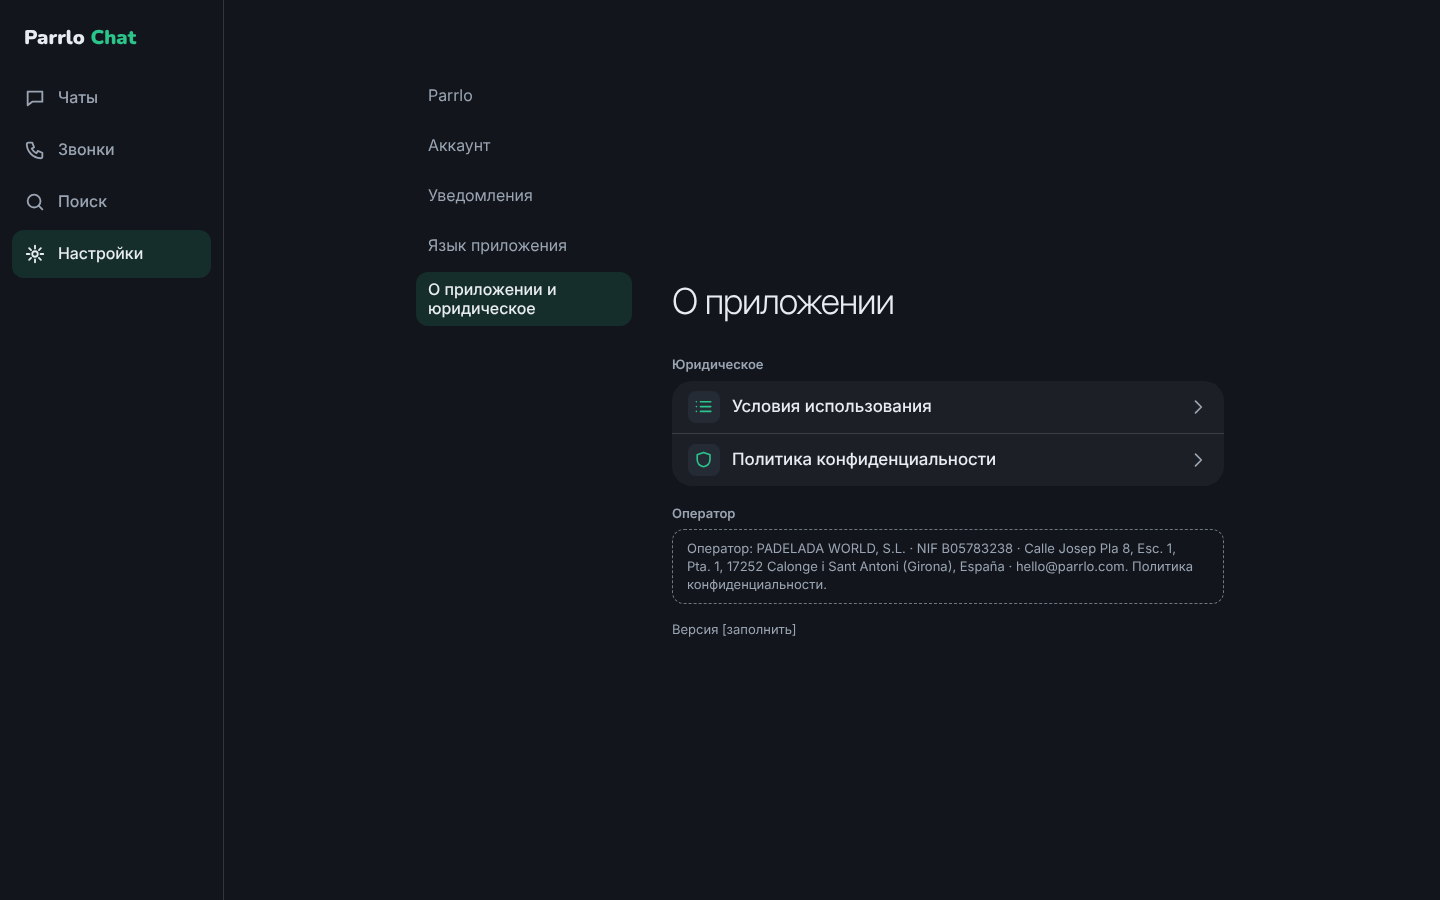 Parrlo Chat
Чаты
Звонки
Поиск
Настройки
Parrlo
Аккаунт
Уведомления
Язык приложения
О приложении и
юридическое
О приложении
Юридическое
Условия использования
Политика конфиденциальности
Оператор
Оператор: PADELADA WORLD, S.L. · NIF B05783238 · Calle Josep Pla 8, Esc. 1,
Pta. 1, 17252 Calonge i Sant Antoni (Girona), España · hello@parrlo.com. Политика
конфиденциальности.
Версия [заполнить]